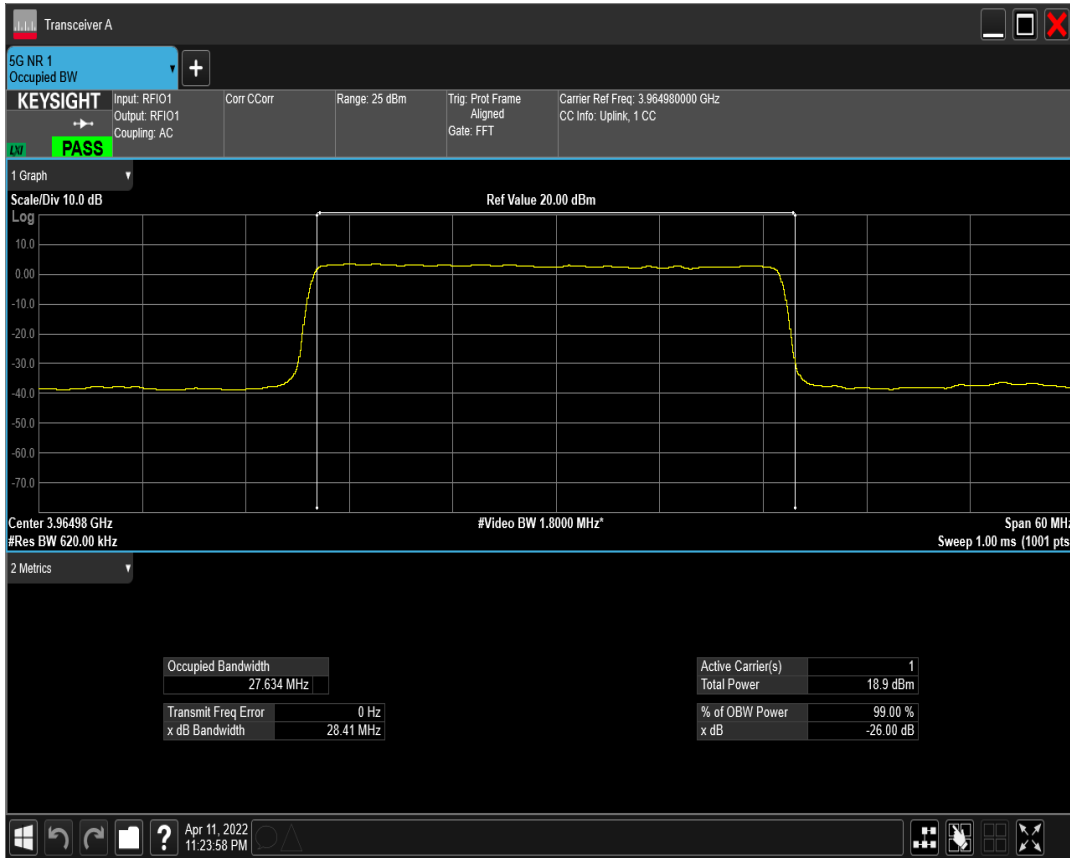 Transceiver A
5G NR 1
Occupied BW
KEYSIGHT
Input: RFIO1
Output: RFIO1
Coupling: AC
Corr CCorr
Range: 25 dBm
Trig: Prot Frame
Aligned
Gate: FFT
Carrier Ref Freq: 3.964980000 GHz
CC Info: Uplink, 1 CC
LXI
PASS
1 Graph
Scale/Div 10.0 dB
Ref Value 20.00 dBm
Log
10.0
0.00
-10.0
-20.0
-30.0
-40.0
-50.0
-60.0
-70.0
Center 3.96498 GHz
#Video BW 1.8000 MHz*
Span 60 MHz
#Res BW 620.00 kHz
Sweep 1.00 ms (1001 pts
2 Metrics
Occupied Bandwidth
27.634 MHz
Transmit Freq Error 0 Hz
x dB Bandwidth 28.41 MHz
Active Carrier(s) 1
Total Power 18.9 dBm
% of OBW Power 99.00 %
x dB -26.00 dB
?
Apr 11, 2022
11:23:58 PM